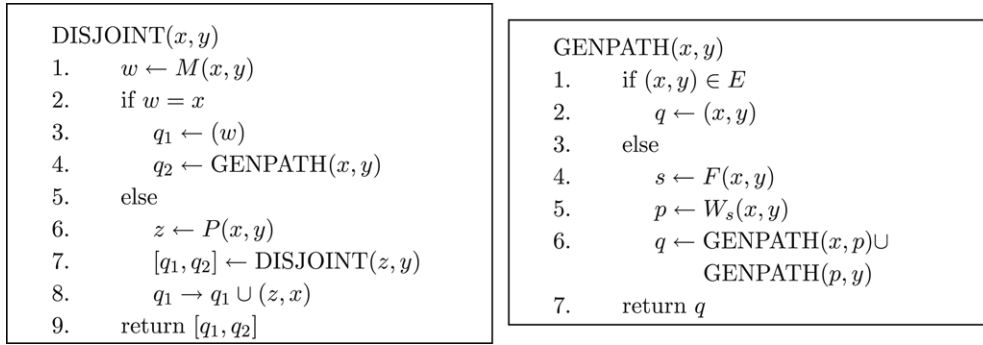 DISJOINT(x, y)
1. w ← M(x, y)
2. if w = x
3. q₁ ← (w)
4. q₂ ← GENPATH(x, y)
5. else
6. z ← P(x, y)
7. [q₁, q₂] ← DISJOINT(z, y)
8. q₁ → q₁ ∪ (z, x)
9. return [q₁, q₂]
GENPATH(x, y)
1. if (x, y) ∈ E
2. q ← (x, y)
3. else
4. s ← F(x, y)
5. p ← Wₛ(x, y)
6. q ← GENPATH(x, p)∪
GENPATH(p, y)
7. return q